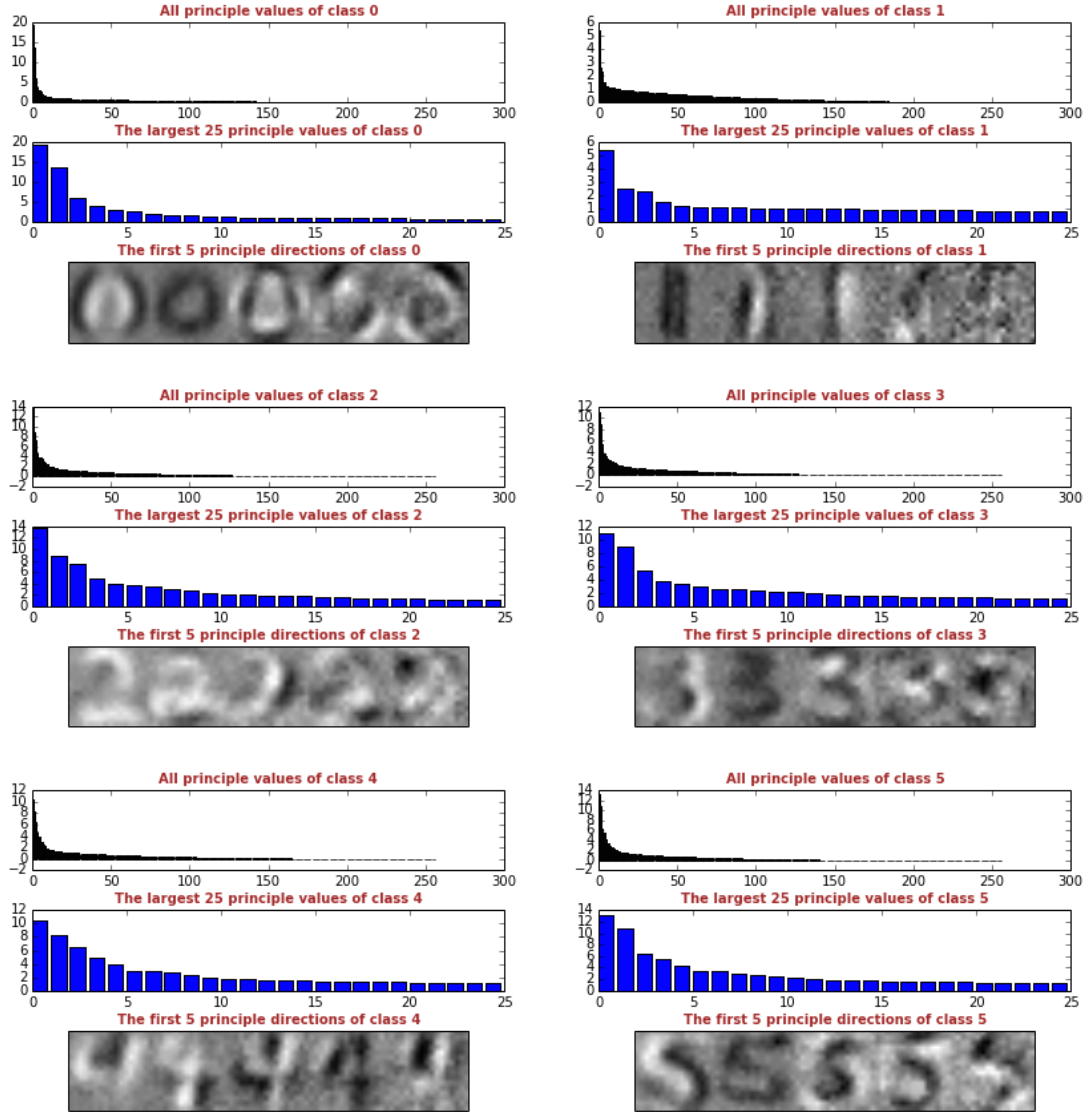 All principle values of class 0
20
15
10
5
0
0 50 100 150 200 250 300
The largest 25 principle values of class 0
20
15
10
5
0
0 5 10 15 20 25
The first 5 principle directions of class 0
All principle values of class 1
6
5
4
3
2
1
0
0 50 100 150 200 250 300
The largest 25 principle values of class 1
6
5
4
3
2
1
0
0 5 10 15 20 25
The first 5 principle directions of class 1
All principle values of class 2
14
12
10
8
6
4
2
0
−2
0 50 100 150 200 250 300
The largest 25 principle values of class 2
14
12
10
8
6
4
2
0
0 5 10 15 20 25
The first 5 principle directions of class 2
All principle values of class 3
12
10
8
6
4
2
0
−2
0 50 100 150 200 250 300
The largest 25 principle values of class 3
12
10
8
6
4
2
0
0 5 10 15 20 25
The first 5 principle directions of class 3
All principle values of class 4
12
10
8
6
4
2
0
−2
0 50 100 150 200 250 300
The largest 25 principle values of class 4
12
10
8
6
4
2
0
0 5 10 15 20 25
The first 5 principle directions of class 4
All principle values of class 5
14
12
10
8
6
4
2
0
−2
0 50 100 150 200 250 300
The largest 25 principle values of class 5
14
12
10
8
6
4
2
0
0 5 10 15 20 25
The first 5 principle directions of class 5